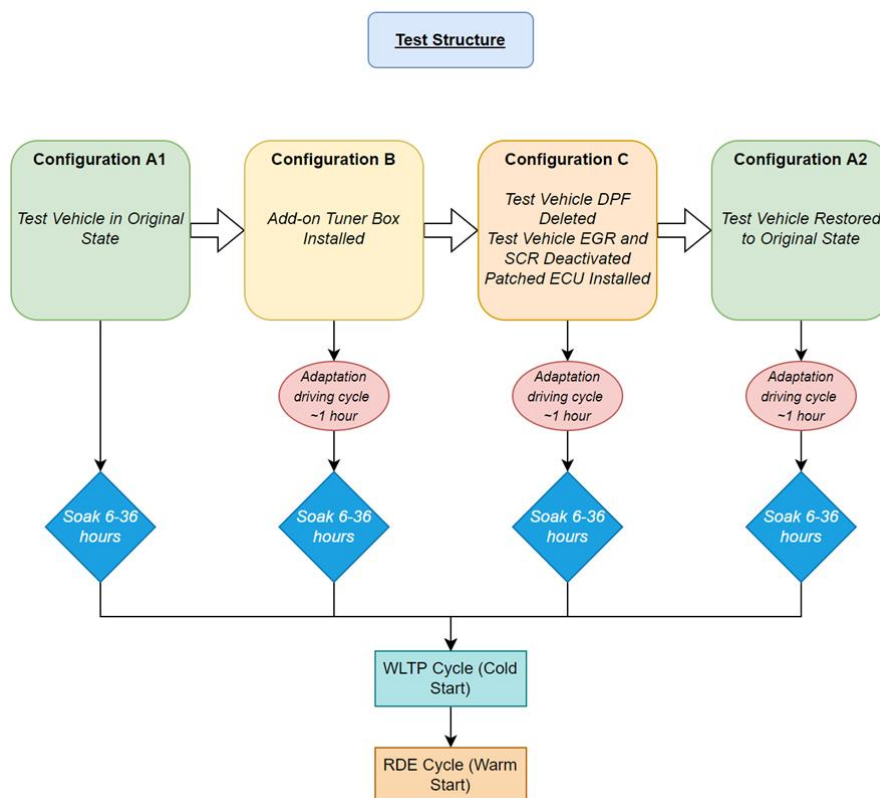 Test Structure
Configuration A1
Test Vehicle in Original
State
Configuration B
Add-on Tuner Box
Installed
Configuration C
Test Vehicle DPF
Deleted
Test Vehicle EGR and
SCR Deactivated
Patched ECU Installed
Configuration A2
Test Vehicle Restored
to Original State
Adaptation
driving cycle
~1 hour
Adaptation
driving cycle
~1 hour
Adaptation
driving cycle
~1 hour
Soak 6-36
hours
Soak 6-36
hours
Soak 6-36
hours
Soak 6-36
hours
WLTP Cycle (Cold
Start)
RDE Cycle (Warm
Start)